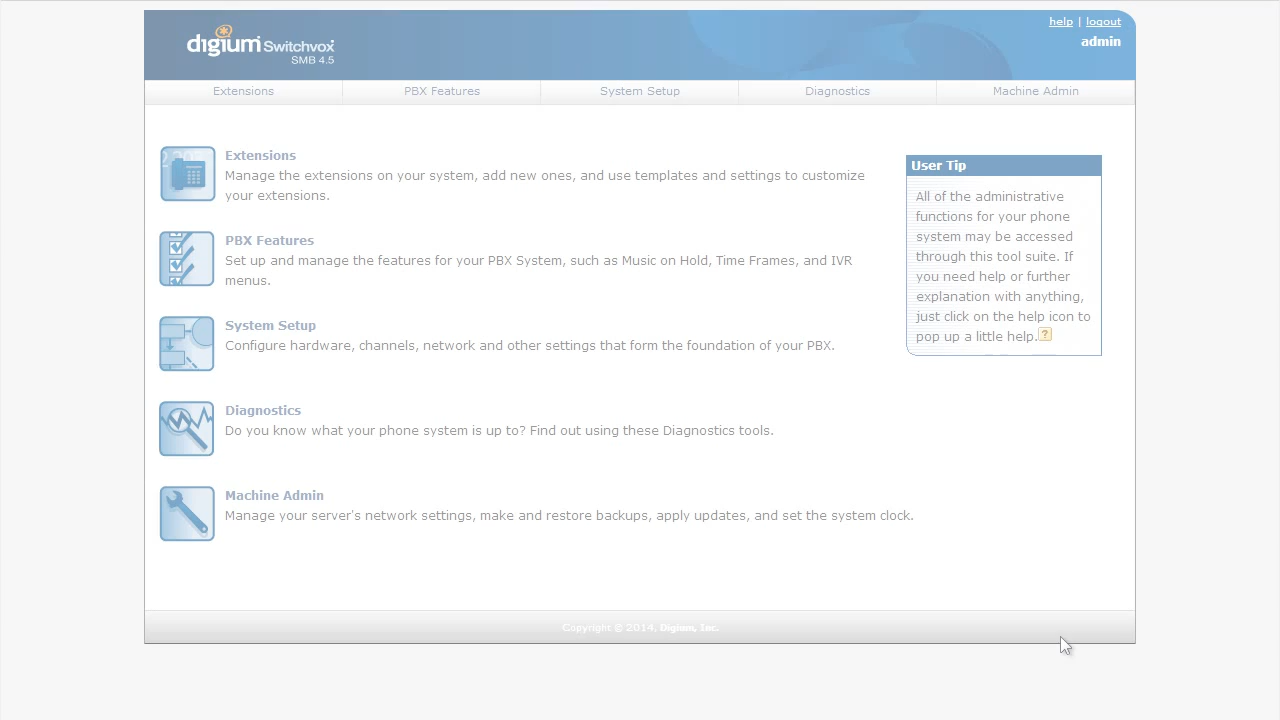 help | logout
digium Switchvox
SMB 4.5
admin
Extensions PBX Features System Setup Diagnostics Machine Admin
Extensions
Manage the extensions on your system, add new ones, and use templates and settings to customize
your extensions.
PBX Features
Set up and manage the features for your PBX System, such as Music on Hold, Time Frames, and IVR
menus.
System Setup
Configure hardware, channels, network and other settings that form the foundation of your PBX.
Diagnostics
Do you know what your phone system is up to? Find out using these Diagnostics tools.
Machine Admin
Manage your server's network settings, make and restore backups, apply updates, and set the system clock.
User Tip
All of the administrative
functions for your phone
system may be accessed
through this tool suite. If
you need help or further
explanation with anything,
just click on the help icon to
pop up a little help.?
Copyright © 2014, Digium, Inc.